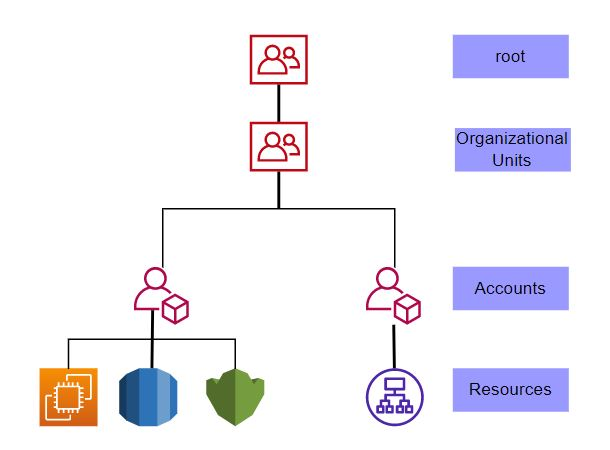 root
Organizational
Units
Accounts
Resources